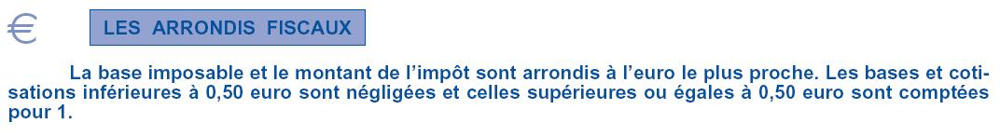 € LES ARRONDIS FISCAUX
La base imposable et le montant de l’impôt sont arrondis à l’euro le plus proche. Les bases et coti-
sations inférieures à 0,50 euro sont négligées et celles supérieures ou égales à 0,50 euro sont comptées
pour 1.